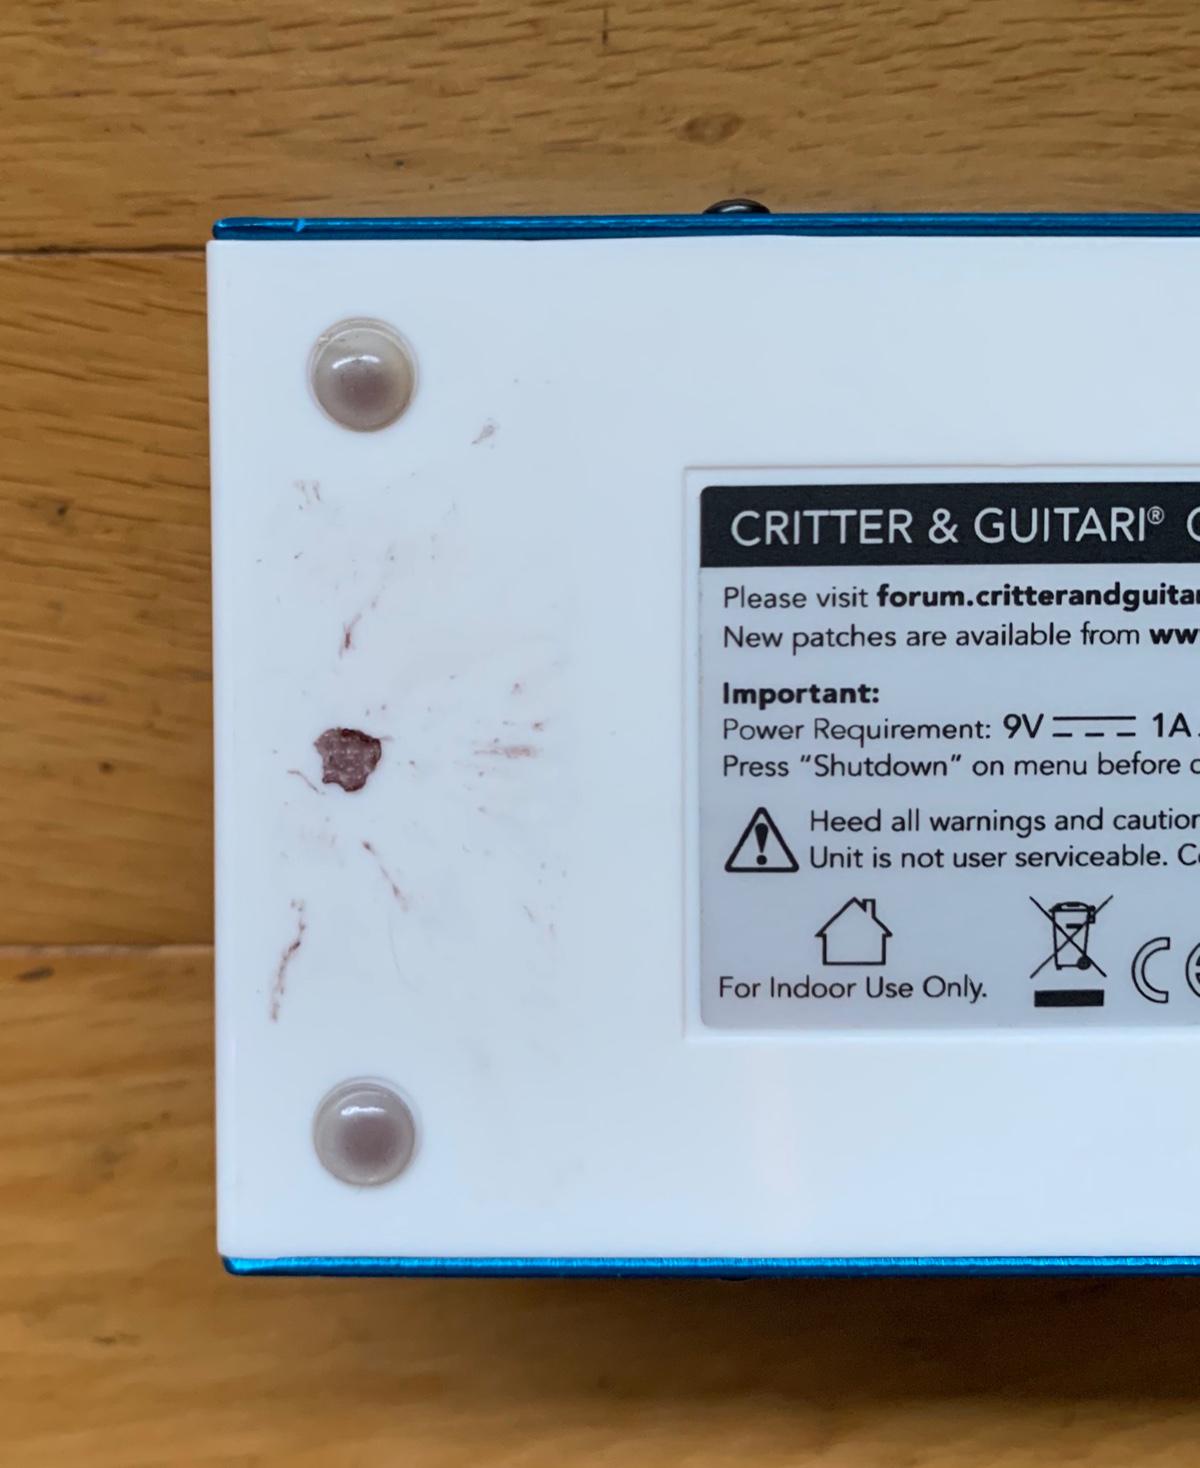 CRITTER & GUITARI®
Please visit forum.critterandguita
New patches are available from ww
Important:
Power Requirement: 9V ⎓ 1A
Press “Shutdown” on menu before
Heed all warnings and caution
Unit is not user serviceable.
For Indoor Use Only.
CE